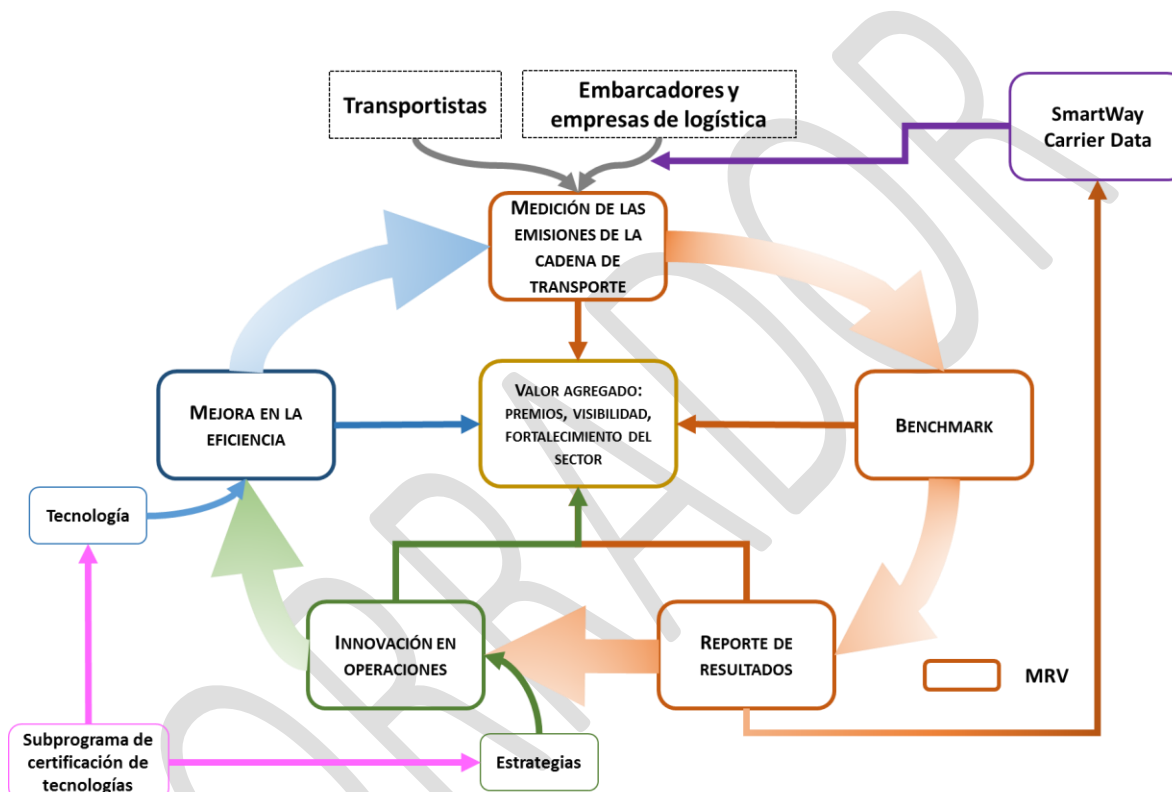 Transportistas
Embarcadores y
empresas de logística
SmartWay
Carrier Data
MEDICIÓN DE LAS
EMISIONES DE LA
CADENA DE
TRANSPORTE
MEJORA EN LA
EFICIENCIA
VALOR AGREGADO:
PREMIOS, VISIBILIDAD,
FORTALECIMIENTO DEL
SECTOR
BENCHMARK
Tecnología
INNOVACIÓN EN
OPERACIONES
REPORTE DE
RESULTADOS
MRV
Subprograma de
certificación de
tecnologías
Estrategias
ORRADOR